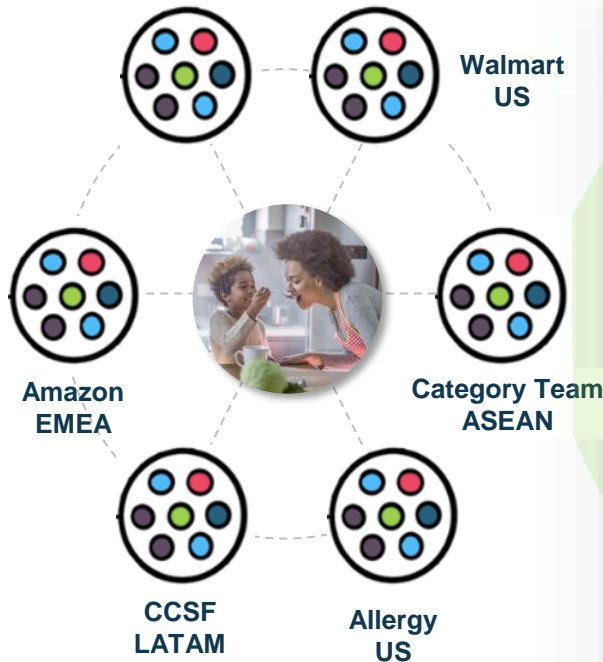 Walmart
US
Amazon
EMEA
Category Team
ASEAN
CCSF
LATAM
Allergy
US